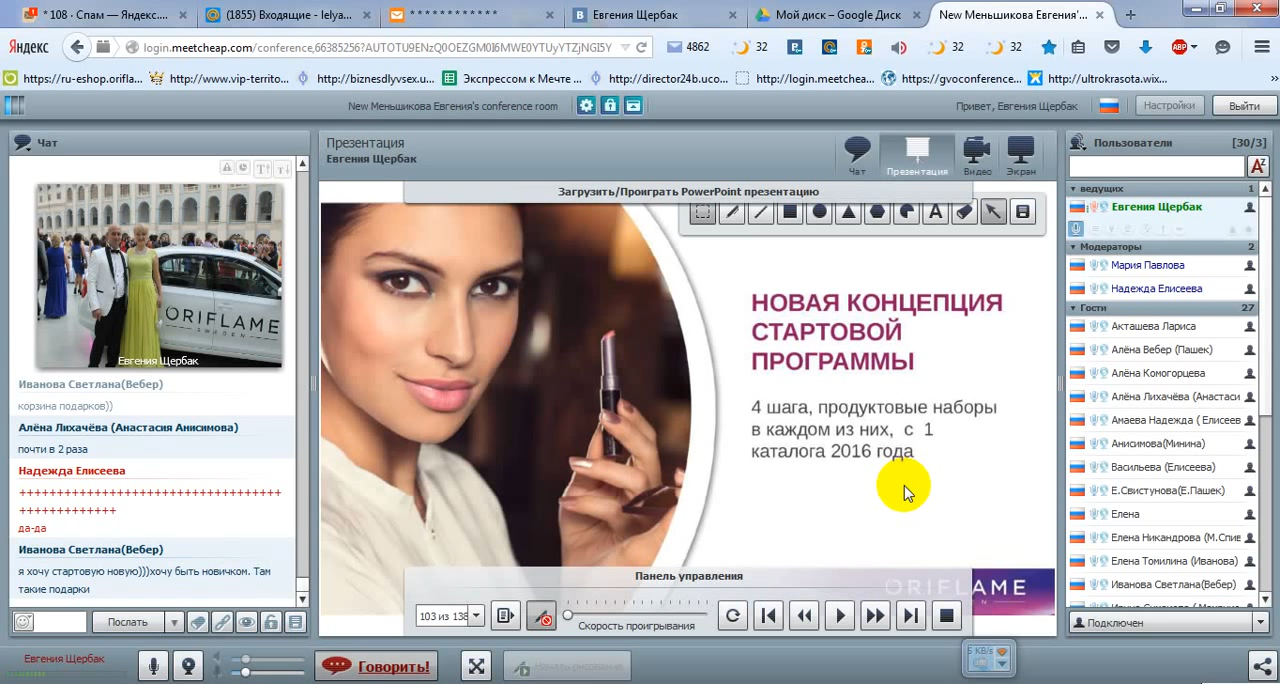 * 108 · Спам — Яндекс....
(1855) Входящие - lelya...
* * * * * * * * * * * *
Евгения Щербак
Мой диск – Google Диск
New Меньшикова Евгения'...
Яндекс
login.meetcheap.com/conference,66385256?AUTOTU9ENzQ0OEZGM0I6MWE0YTUyYTZjNGI5Y
4862
32
32
32
ABP
https://ru-eshop.orifla...
http://www.vip-territo...
http://biznesdlyvsex.u...
Экспрессом к Мечте ...
http://director24b.uco...
http://login.meetchea...
https://gvoconference...
http://ultrokrasota.wix...
New Меньшикова Евгения's conference room
Привет, Евгения Щербак
Настройки
Выйти
Чат
ORIFLAME
SWEDEN
Евгения Щербак
Иванова Светлана(Вебер)
корзина подарков))
Алёна Лихачёва (Анастасия Анисимова)
почти в 2 раза
Надежда Елисеева
++++++++++++++++++++++++++++++++++
+++++++++++++
да-да
Иванова Светлана(Вебер)
я хочу стартовую новую)))хочу быть новичком. Там
такие подарки
Послать
Презентация
Евгения Щербак
Чат
Презентация
Видео
Экран
Загрузить/Проиграть PowerPoint презентацию
НОВАЯ КОНЦЕПЦИЯ
СТАРТОВОЙ
ПРОГРАММЫ
4 шага, продуктовые наборы
в каждом из них, с 1
каталога 2016 года
ORIFLAME
Панель управления
103 из 138
Скорость проигрывания
Пользователи
[30/3]
ведущих 1
Евгения Щербак
Модераторы 2
Мария Павлова
Надежда Елисеева
Гости 27
Акташева Лариса
Алёна Вебер (Пашек)
Алёна Комогорцева
Алёна Лихачёва (Анастаси
Амаева Надежда ( Елисеев
Анисимова(Минина)
Васильева (Елисеева)
Е.Свистунова(Е.Пашек)
Елена
Елена Никандрова (М.Спив
Елена Томилина (Иванова)
Иванова Светлана(Вебер)
Подключен
Евгения Щербак
Говорить!
Начать рисование
5 KB/s